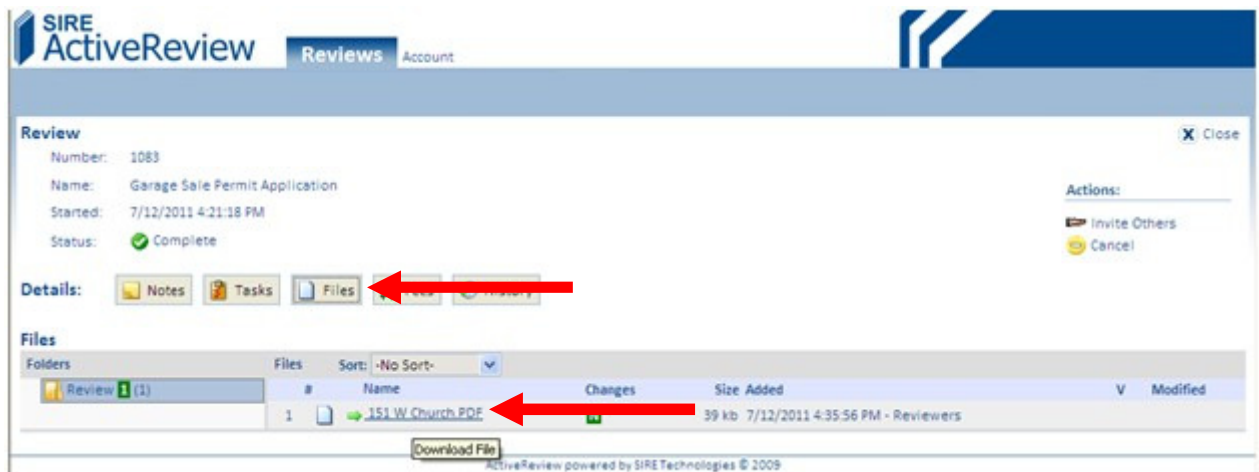 SIRE
ActiveReview
Reviews Account
Review
Close
Number: 1083
Name: Garage Sale Permit Application
Actions:
Started: 7/12/2011 4:21:18 PM
Invite Others
Status: Complete
Cancel
Details: Notes Tasks Files
Files
Folders Files Sort: -No Sort-
Review 1 (1)
# Name Changes Size Added V Modified
1 151 W Church.PDF 39 kb 7/12/2011 4:35:56 PM - Reviewers
Download File
ActiveReview powered by SIRE Technologies © 2009